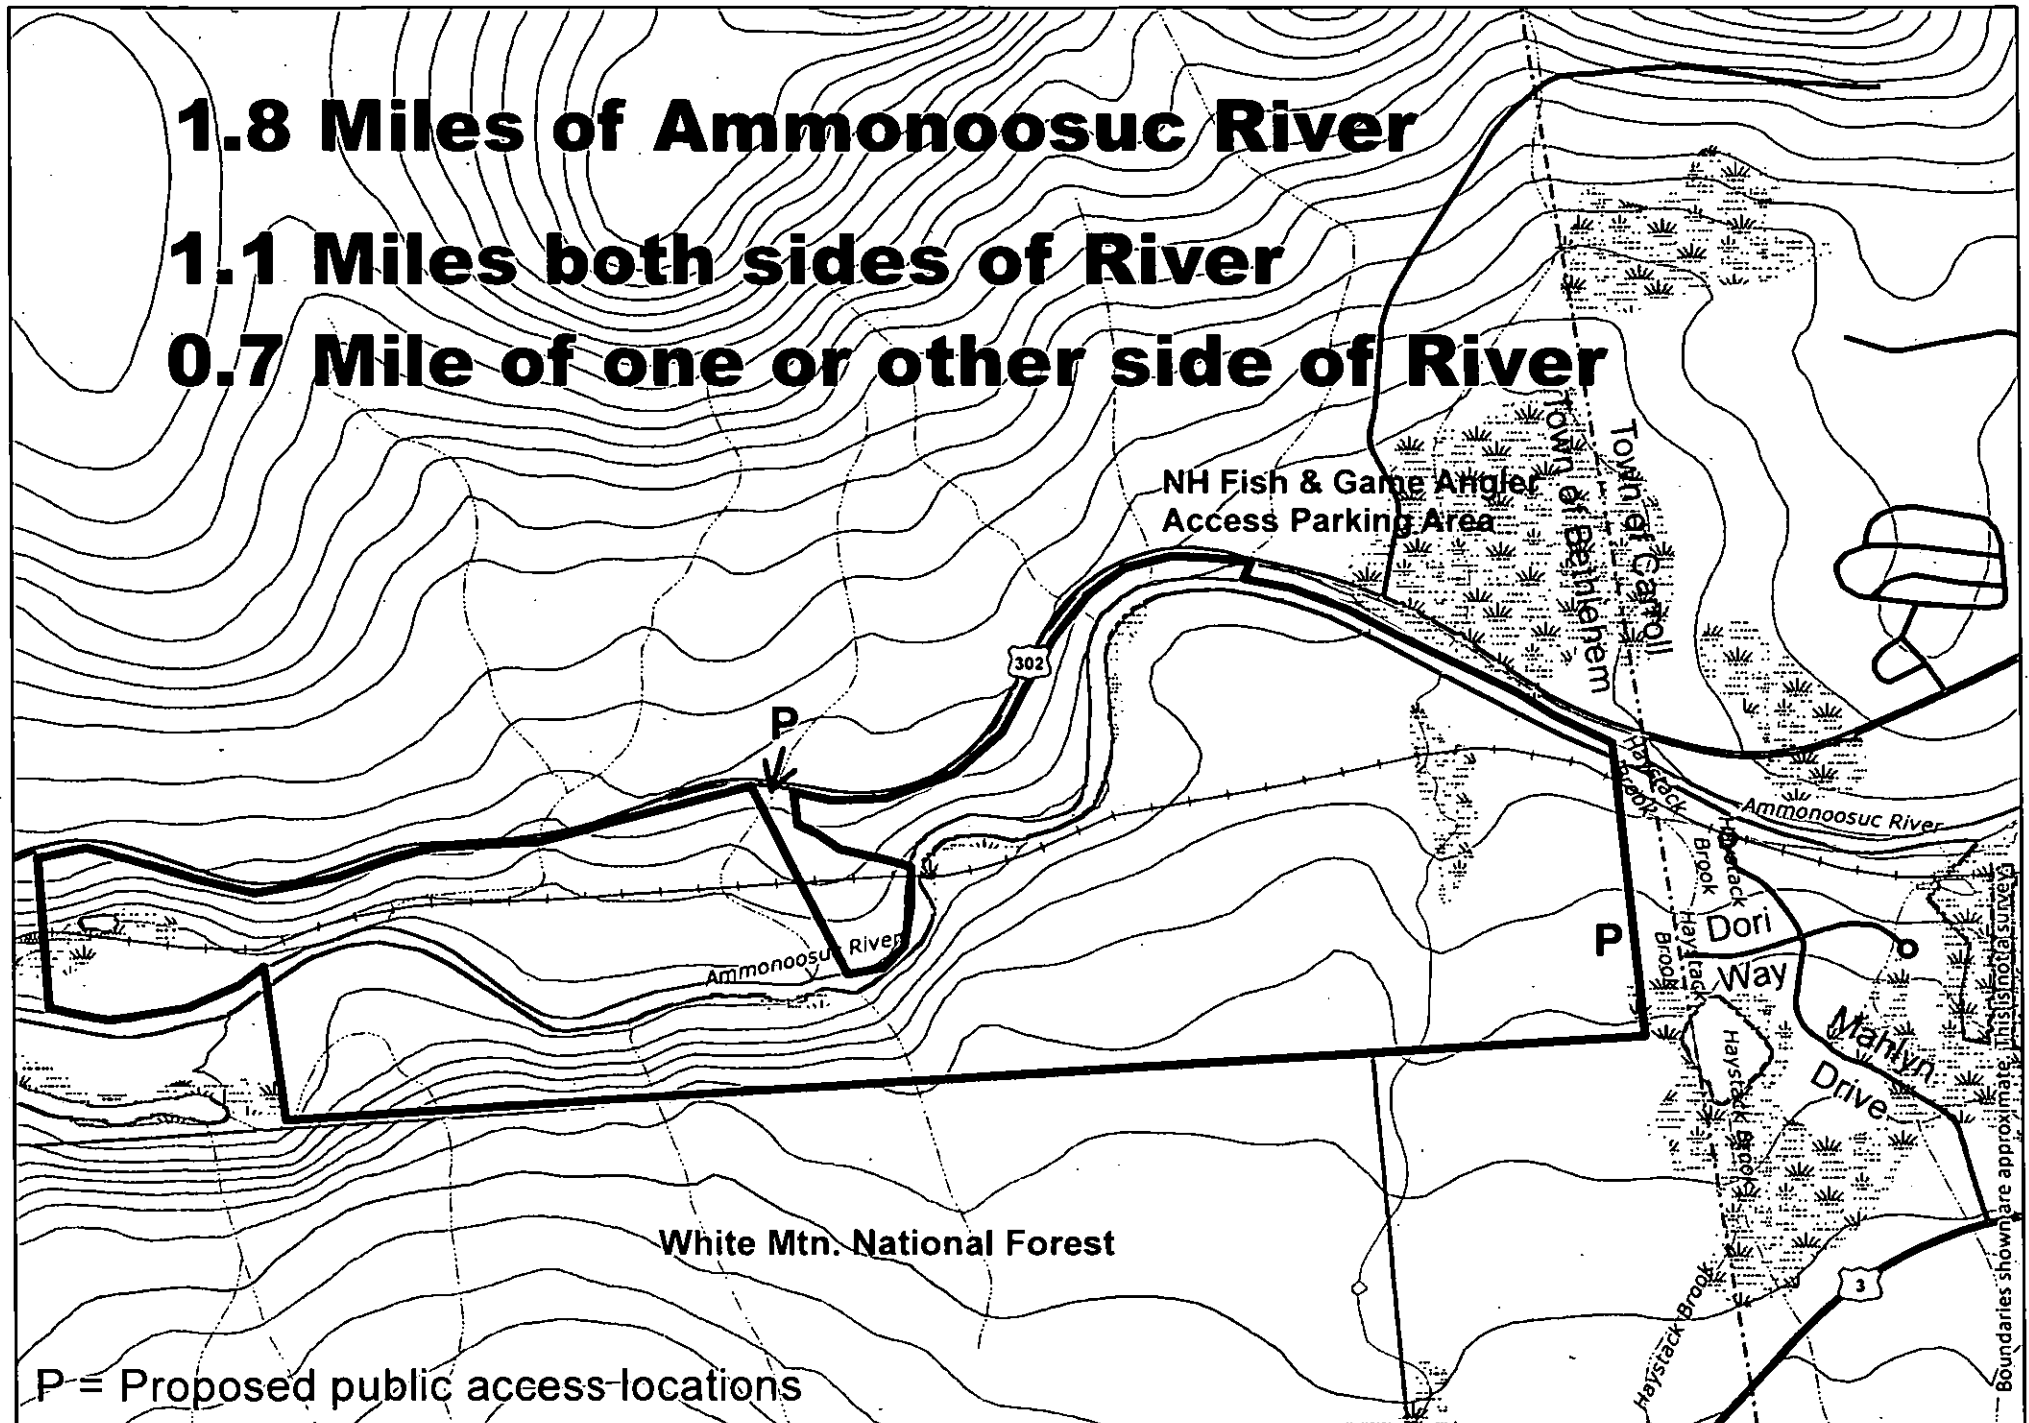 1.8 Miles of Ammonoosuc River
1.1 Miles both sides of River
0.7 Mile of one or other side of River
Town of Bethlehem
Town of Carroll
NH Fish & Game Angler
Access Parking Area
302
P
Haystack
Brook
Ammonoosuc River
Haystack
Brook
Haystack
Brook
Dori
Way
P
Ammonoosuc River
Mahlyn
Drive
Haystack Brook
White Mtn. National Forest
3
Haystack Brook
Boundaries shown are approximate. This is not a survey.
P = Proposed public access locations